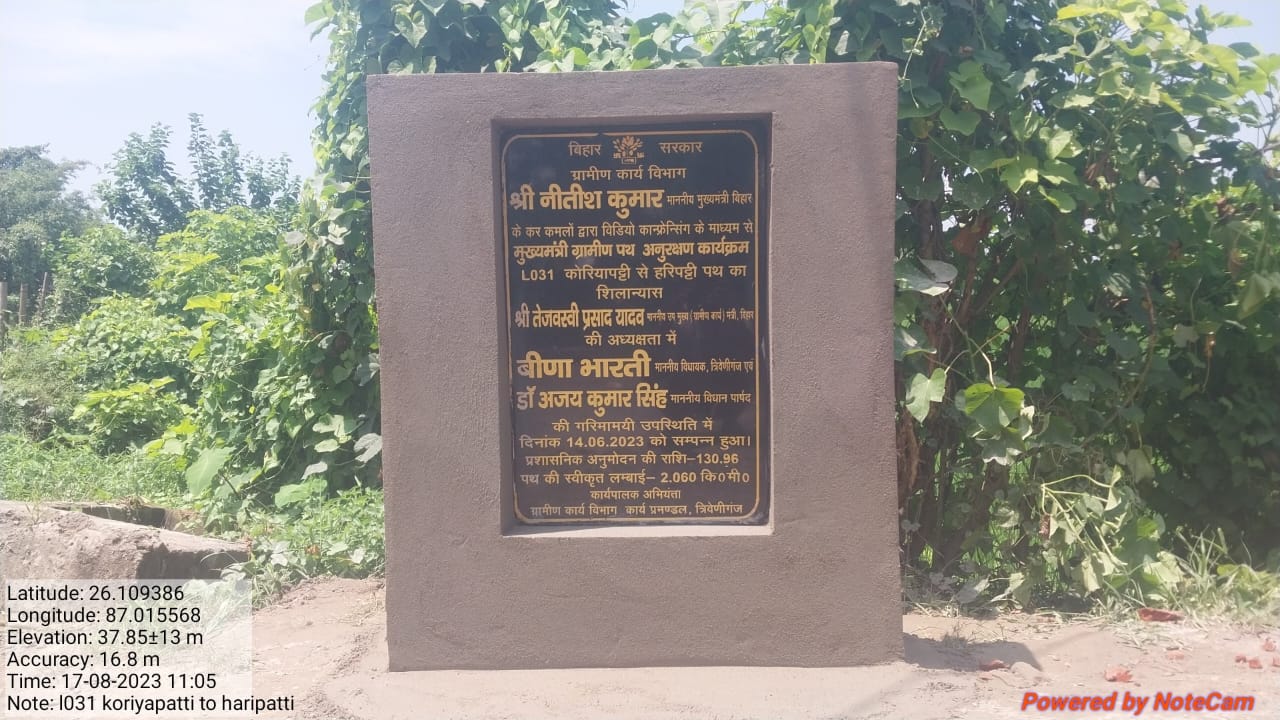 बिहार सरकार
ग्रामीण कार्य विभाग
श्री नीतीश कुमार माननीय मुख्यमंत्री बिहार
के कर कमलों द्वारा विडियो कान्फ्रेन्सिंग के माध्यम से
मुख्यमंत्री ग्रामीण पथ अनुरक्षण कार्यक्रम
L031 कोरियापट्टी से हरिपट्टी पथ का
शिलान्यास
श्री तेजवस्वी प्रसाद यादव माननीय उप मुख्य (ग्रामीण कार्य) मंत्री, बिहार
की अध्यक्षता में
बीणा भारती माननीय विधायक, त्रिवेणीगंज एवं
डॉ अजय कुमार सिंह माननीय विधान पार्षद
की गरिमामयी उपस्थिति में
दिनांक 14.06.2023 को सम्पन्न हुआ।
प्रशासनिक अनुमोदन की राशि–130.96
पथ की स्वीकृत लम्बाई– 2.060 कि0मी0
कार्यपालक अभियंता
ग्रामीण कार्य विभाग कार्य प्रमण्डल, त्रिवेणीगंज
Latitude: 26.109386
Longitude: 87.015568
Elevation: 37.85±13 m
Accuracy: 16.8 m
Time: 17-08-2023 11:05
Note: l031 koriyapatti to haripatti
Powered by NoteCam